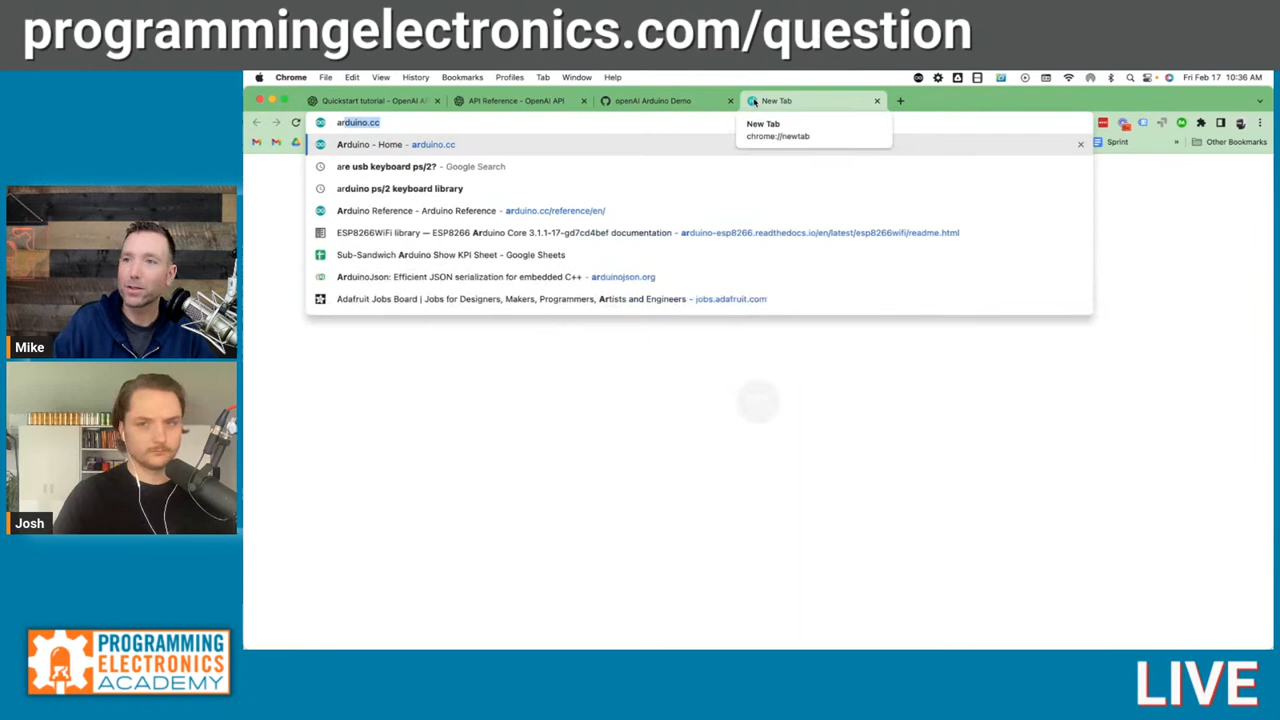 programmingelectronics.com/question
Chrome File Edit View History Bookmarks Profiles Tab Window Help Fri Feb 17 10:36 AM
Quickstart tutorial - OpenAI A
API Reference - OpenAI API
openAI Arduino Demo
New Tab
arduino.cc
New Tab
chrome://newtab
Sprint
Other Bookmarks
Arduino - Home - arduino.cc
are usb keyboard ps/2? - Google Search
arduino ps/2 keyboard library
Arduino Reference - Arduino Reference - arduino.cc/reference/en/
ESP8266WiFi library — ESP8266 Arduino Core 3.1.1-17-gd7cd4bef documentation - arduino-esp8266.readthedocs.io/en/latest/esp8266wifi/readme.html
Sub-Sandwich Arduino Show KPI Sheet - Google Sheets
ArduinoJson: Efficient JSON serialization for embedded C++ - arduinojson.org
Adafruit Jobs Board | Jobs for Designers, Makers, Programmers, Artists and Engineers - jobs.adafruit.com
Mike
Josh
PROGRAMMING
ELECTRONICS
ACADEMY
LIVE